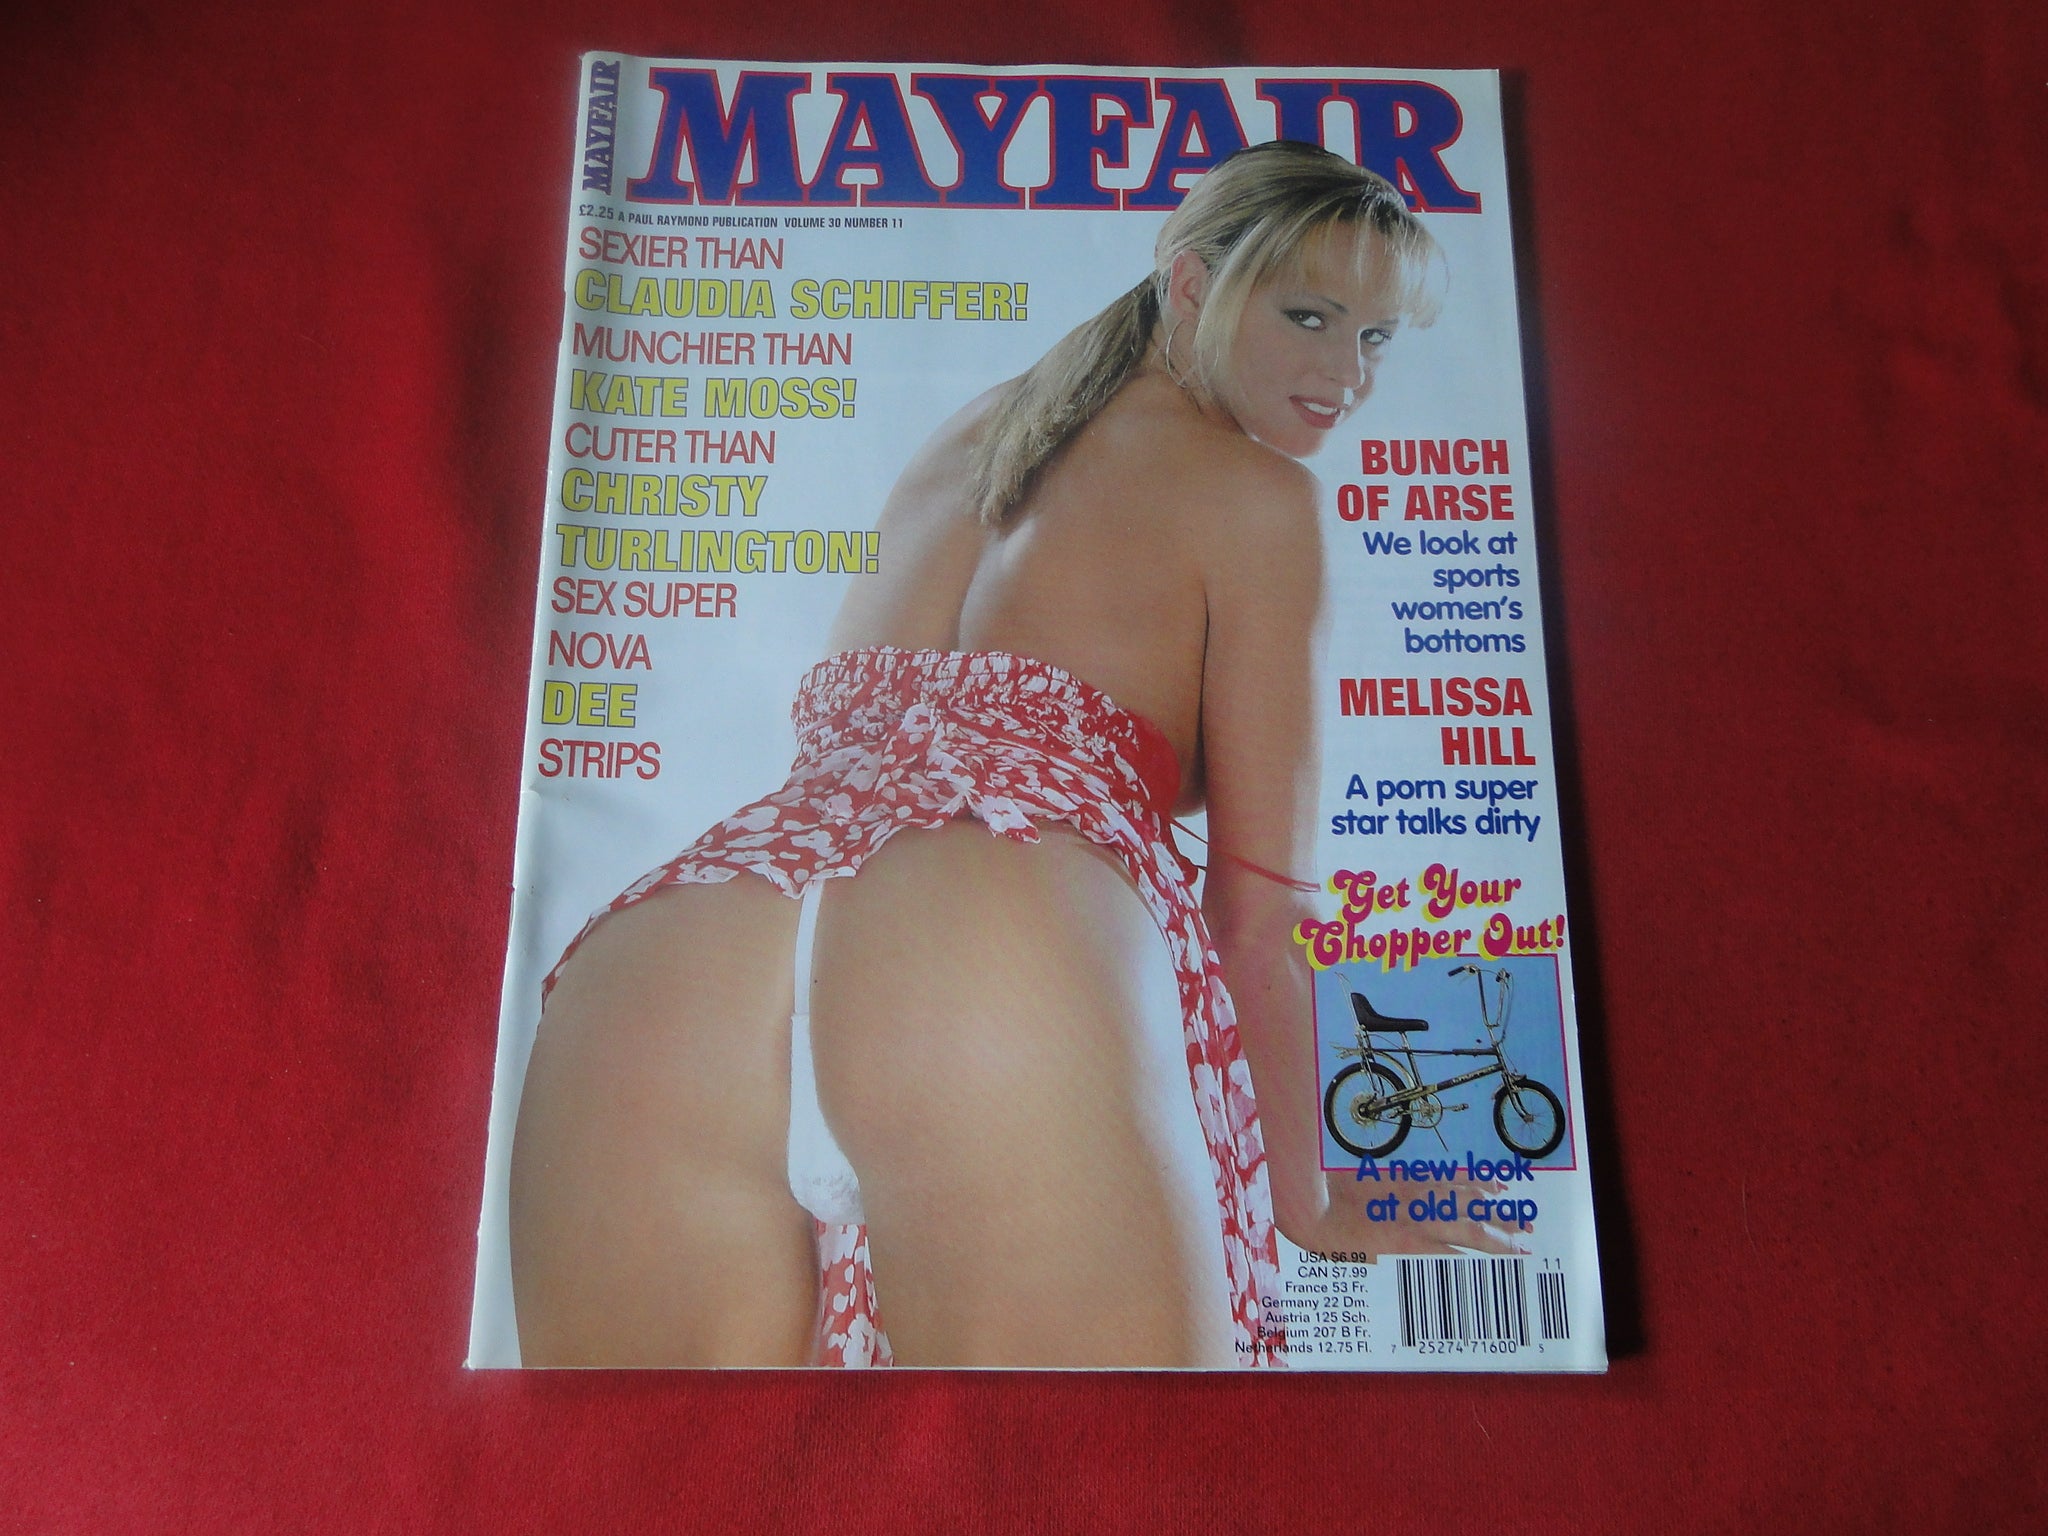 MAYFAIR
MAYFAIR
£2.25 A PAUL RAYMOND PUBLICATION VOLUME 30 NUMBER 11
SEXIER THAN
CLAUDIA SCHIFFER!
MUNCHIER THAN
KATE MOSS!
CUTER THAN
CHRISTY
TURLINGTON!
SEX SUPER
NOVA
DEE
STRIPS
BUNCH
OF ARSE
We look at
sports
women's
bottoms
MELISSA
HILL
A porn super
star talks dirty
Get Your
Chopper Out!
A new look
at old crap
USA $6.99
CAN $7.99
France 53 Fr.
Germany 22 Dm.
Austria 125 Sch.
Belgium 207 B Fr.
Netherlands 12.75 Fl.
11
7 25274 71600 5